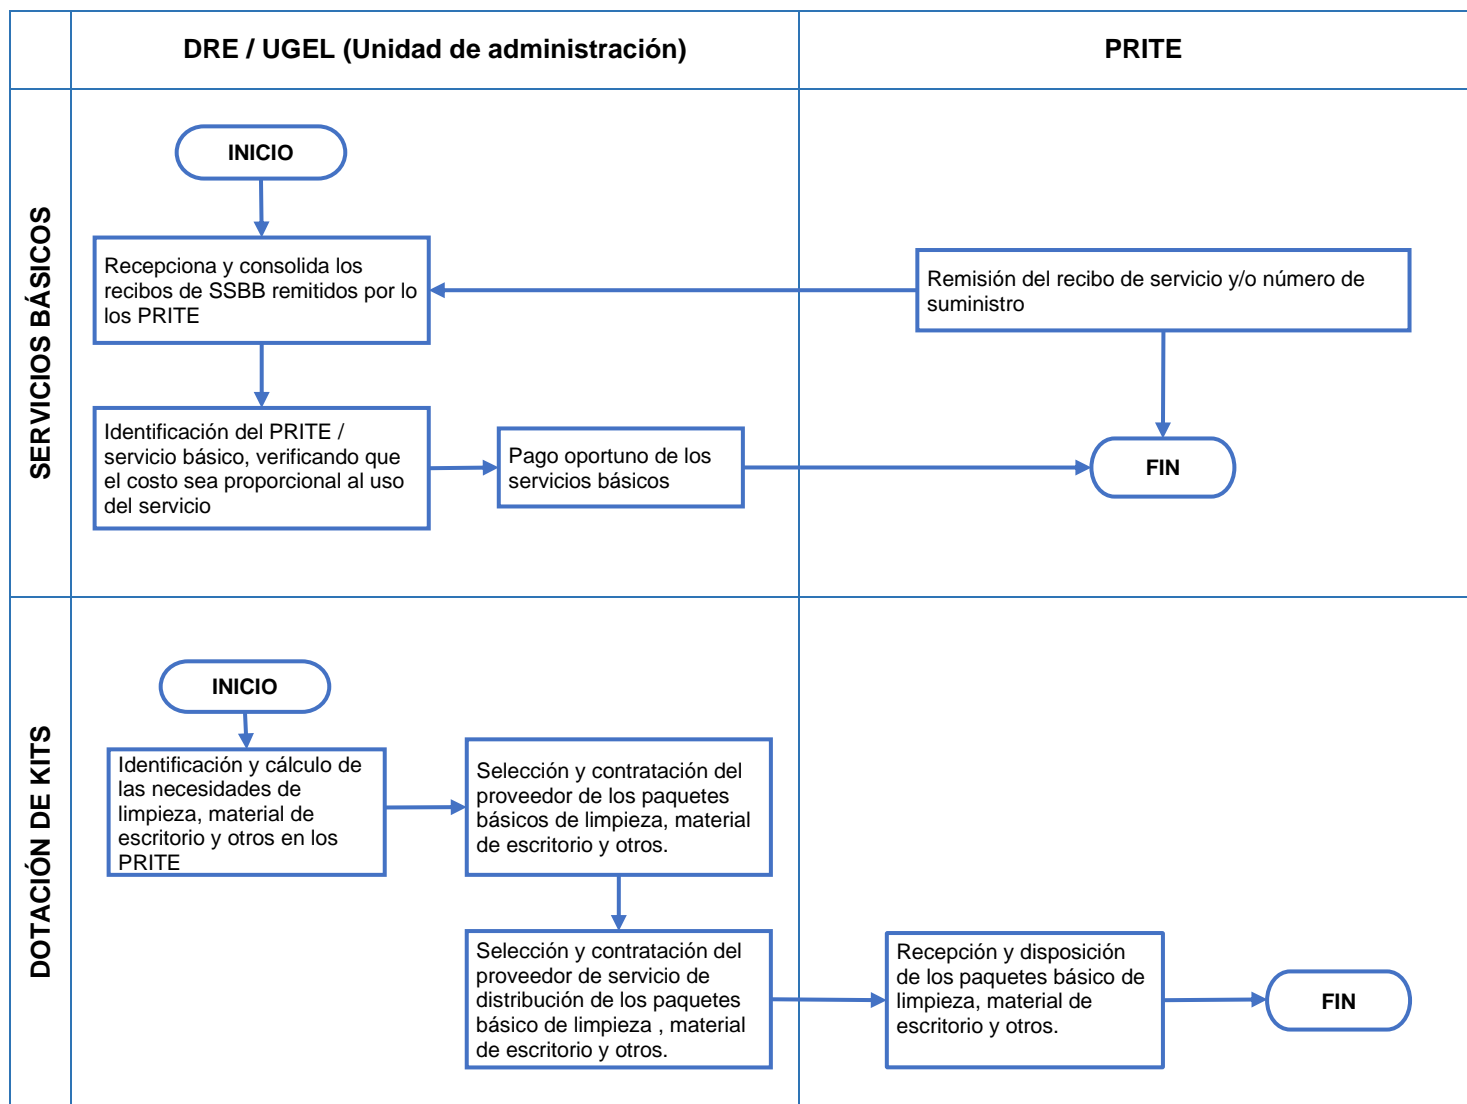 DRE / UGEL (Unidad de administración)
PRITE
SERVICIOS BÁSICOS
INICIO
Recepciona y consolida los
recibos de SSBB remitidos por lo
los PRITE
Remisión del recibo de servicio y/o número de
suministro
Identificación del PRITE /
servicio básico, verificando que
el costo sea proporcional al uso
del servicio
Pago oportuno de los
servicios básicos
FIN
DOTACIÓN DE KITS
INICIO
Identificación y cálculo de
las necesidades de
limpieza, material de
escritorio y otros en los
PRITE
Selección y contratación del
proveedor de los paquetes
básicos de limpieza, material
de escritorio y otros.
Selección y contratación del
proveedor de servicio de
distribución de los paquetes
básico de limpieza , material
de escritorio y otros.
Recepción y disposición
de los paquetes básico de
limpieza, material de
escritorio y otros.
FIN